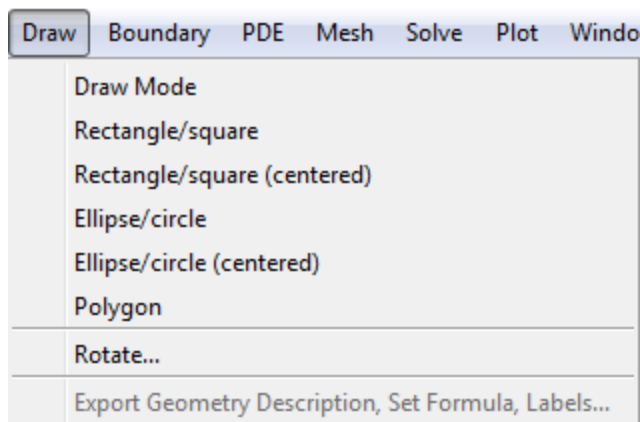 Draw Boundary PDE Mesh Solve Plot Windo
Draw Mode
Rectangle/square
Rectangle/square (centered)
Ellipse/circle
Ellipse/circle (centered)
Polygon
Rotate...
Export Geometry Description, Set Formula, Labels...